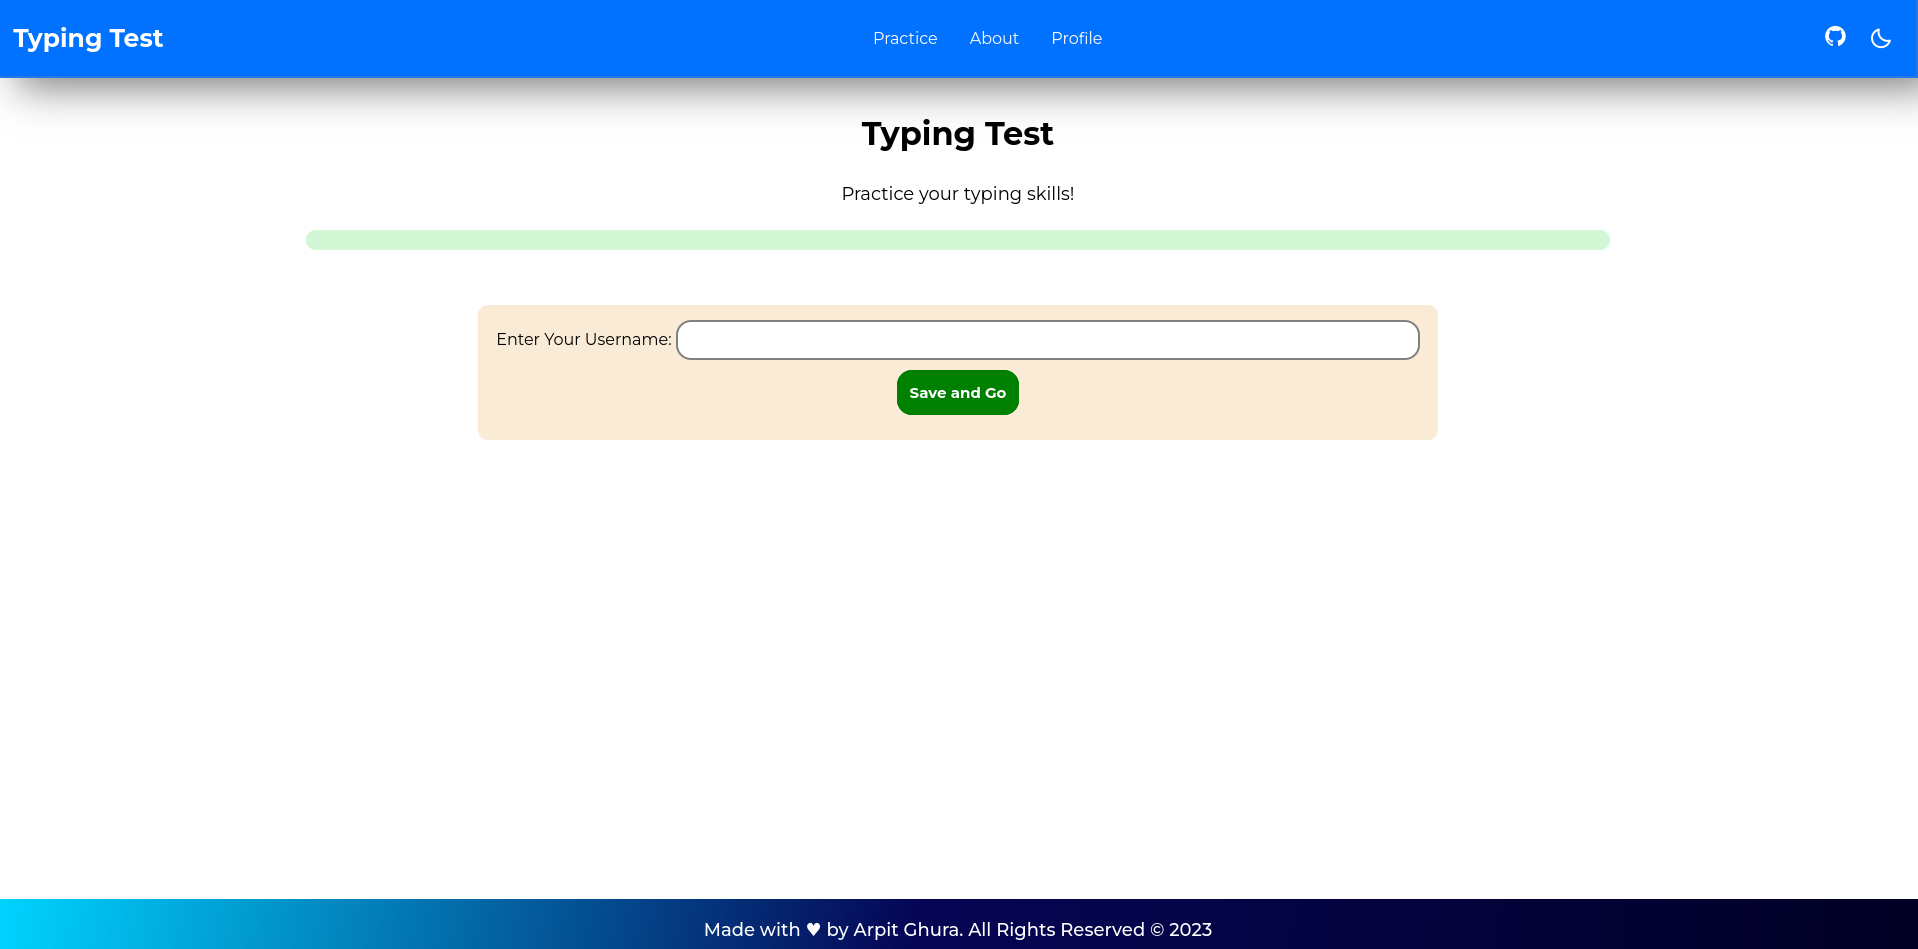 Typing Test
Practice
About
Profile
Typing Test
Practice your typing skills!
Enter Your Username:
Save and Go
Made with ♥ by Arpit Ghura. All Rights Reserved © 2023